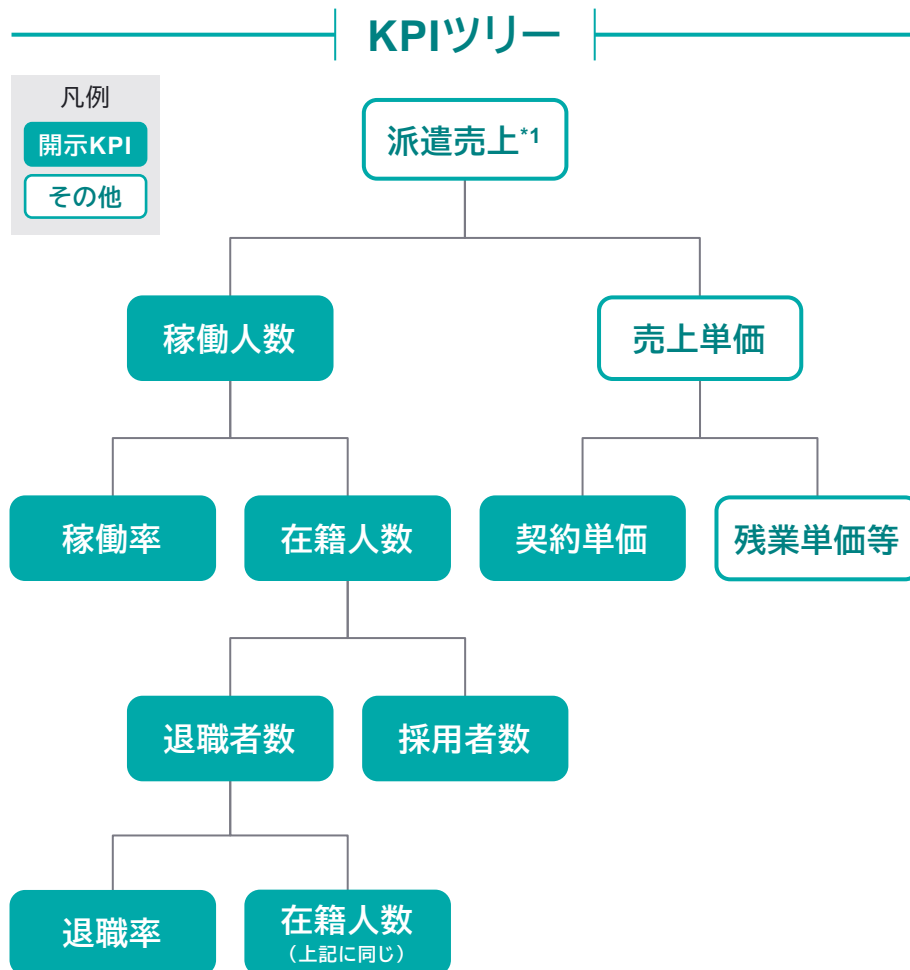 KPIツリー
凡例
開示KPI
その他
派遣売上*1
稼働人数
売上単価
稼働率
在籍人数
契約単価
残業単価等
退職者数
採用者数
退職率
在籍人数
（上記に同じ）